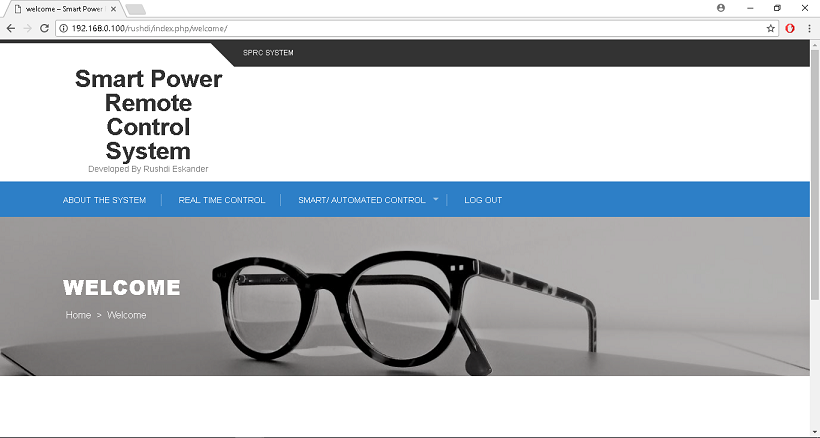 welcome – Smart Power
192.168.0.100/rushdi/index.php/welcome/
SPRC SYSTEM
Smart Power
Remote
Control
System
Developed By Rushdi Eskander
ABOUT THE SYSTEM
REAL TIME CONTROL
SMART/ AUTOMATED CONTROL
LOG OUT
WELCOME
Home > Welcome